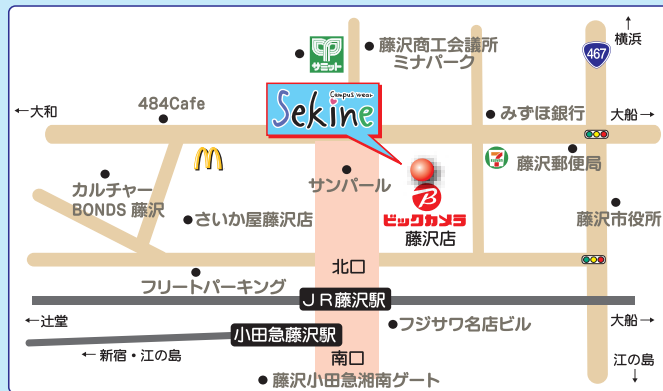 ↑
横浜
467
サミット
藤沢商工会議所
ミナパーク
484Cafe
←大和
Campus wear
Sekine
みずほ銀行
大船→
藤沢郵便局
カルチャー
BONDS 藤沢
サンパール
さいか屋藤沢店
ビックカメラ
藤沢店
藤沢市役所
北口
フリートパーキング
JR藤沢駅
←
辻堂
小田急藤沢駅
フジサワ名店ビル
大船→
←新宿・江の島
南口
江の島
↓
藤沢小田急湘南ゲート